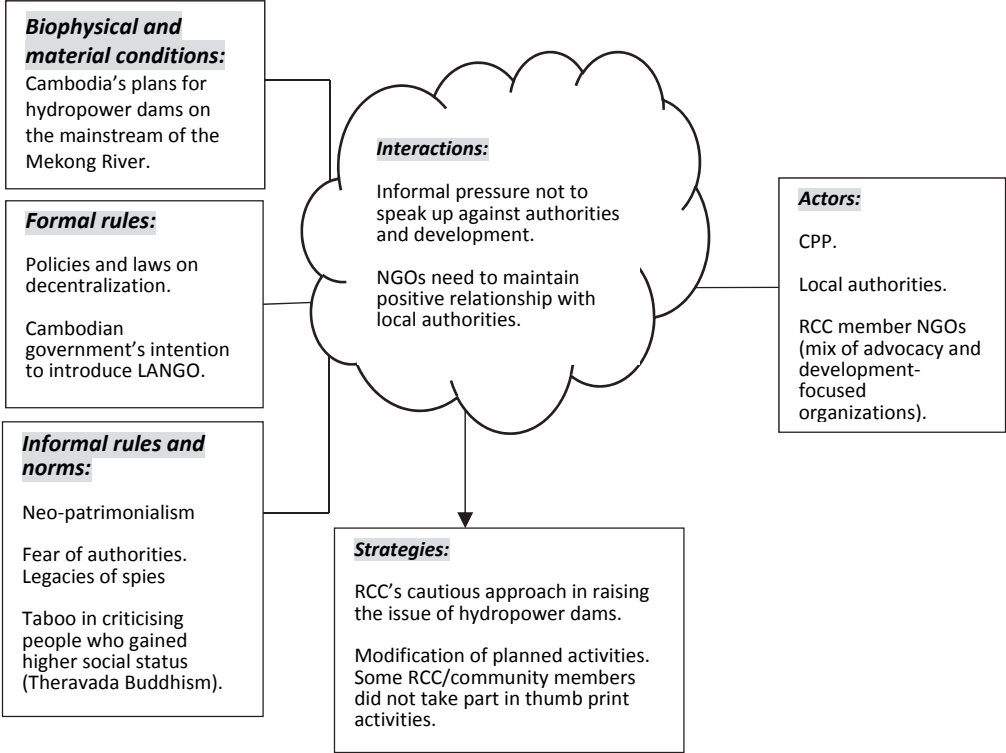 Biophysical and
material conditions:
Cambodia’s plans for
hydropower dams on
the mainstream of the
Mekong River.
Formal rules:
Policies and laws on
decentralization.
Cambodian
government’s intention
to introduce LANGO.
Informal rules and
norms:
Neo-patrimonialism
Fear of authorities.
Legacies of spies
Taboo in criticising
people who gained
higher social status
(Theravada Buddhism).
Interactions:
Informal pressure not to
speak up against authorities
and development.
NGOs need to maintain
positive relationship with
local authorities.
Strategies:
RCC’s cautious approach in raising
the issue of hydropower dams.
Modification of planned activities.
Some RCC/community members
did not take part in thumb print
activities.
Actors:
CPP.
Local authorities.
RCC member NGOs
(mix of advocacy and
development-
focused
organizations).